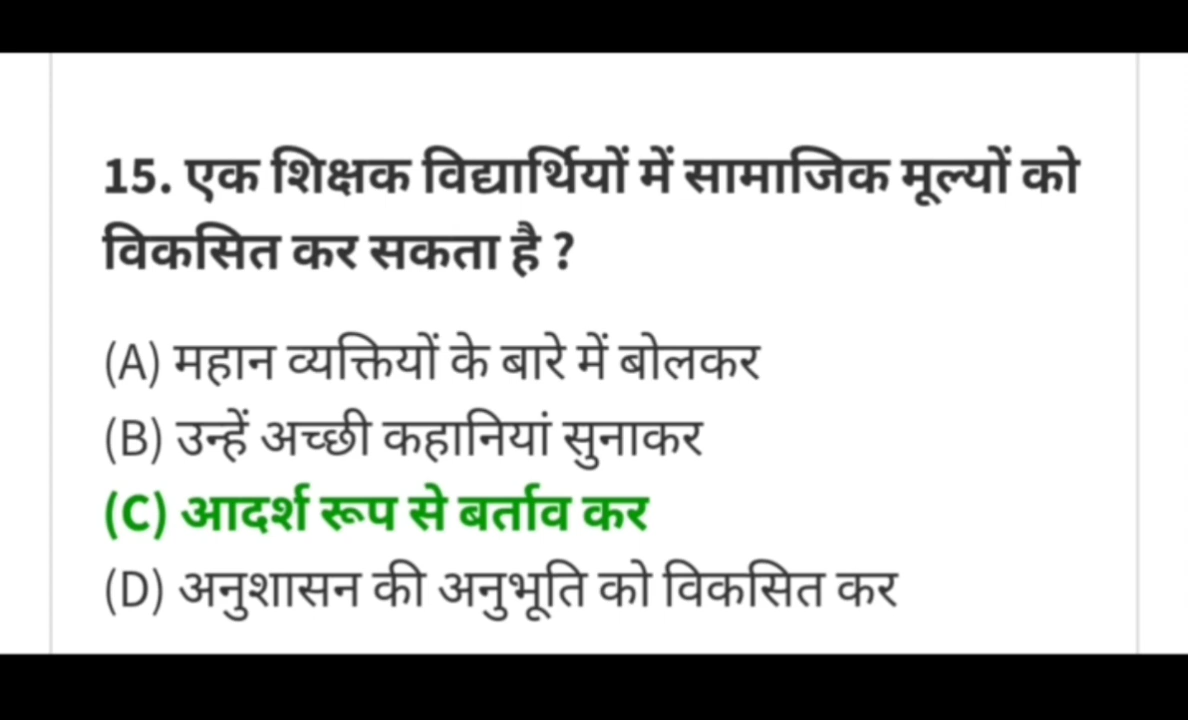 15. एक शिक्षक विद्यार्थियों में सामाजिक मूल्यों को
विकसित कर सकता है ?
(A) महान व्यक्तियों के बारे में बोलकर
(B) उन्हें अच्छी कहानियां सुनाकर
(C) आदर्श रूप से बर्ताव कर
(D) अनुशासन की अनुभूति को विकसित कर